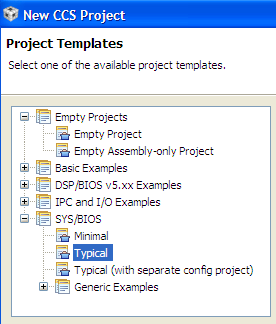 New CCS Project
Project Templates
Select one of the available project templates.
Empty Projects
Empty Project
Empty Assembly-only Project
Basic Examples
DSP/BIOS v5.xx Examples
IPC and I/O Examples
SYS/BIOS
Minimal
Typical
Typical (with separate config project)
Generic Examples